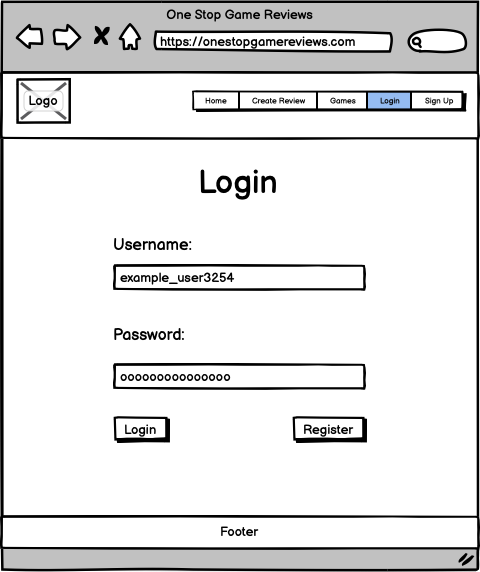 One Stop Game Reviews
https://onestopgamereviews.com
Logo
Home Create Review Games Login Sign Up
Login
Username:
example_user3254
Password:
ooooooooooooooo
Login Register
Footer